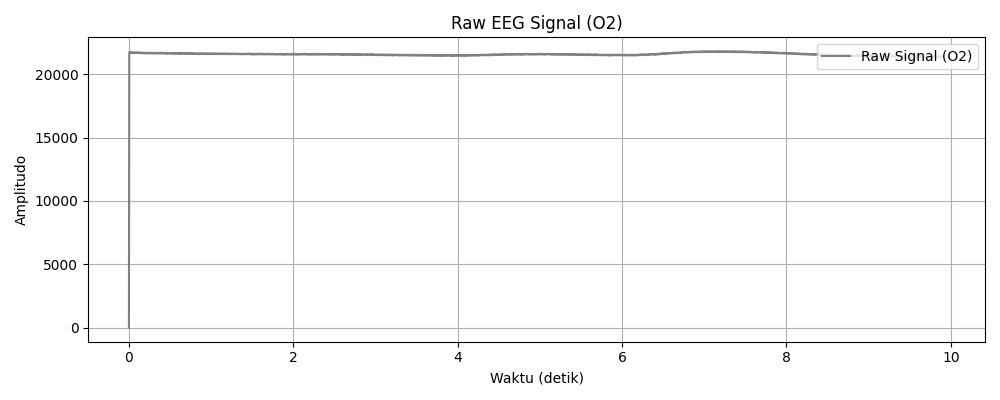 Raw EEG Signal (O2)
Raw Signal (O2)
20000
15000
10000
5000
0
Amplitudo
0 2 4 6 8 10
Waktu (detik)